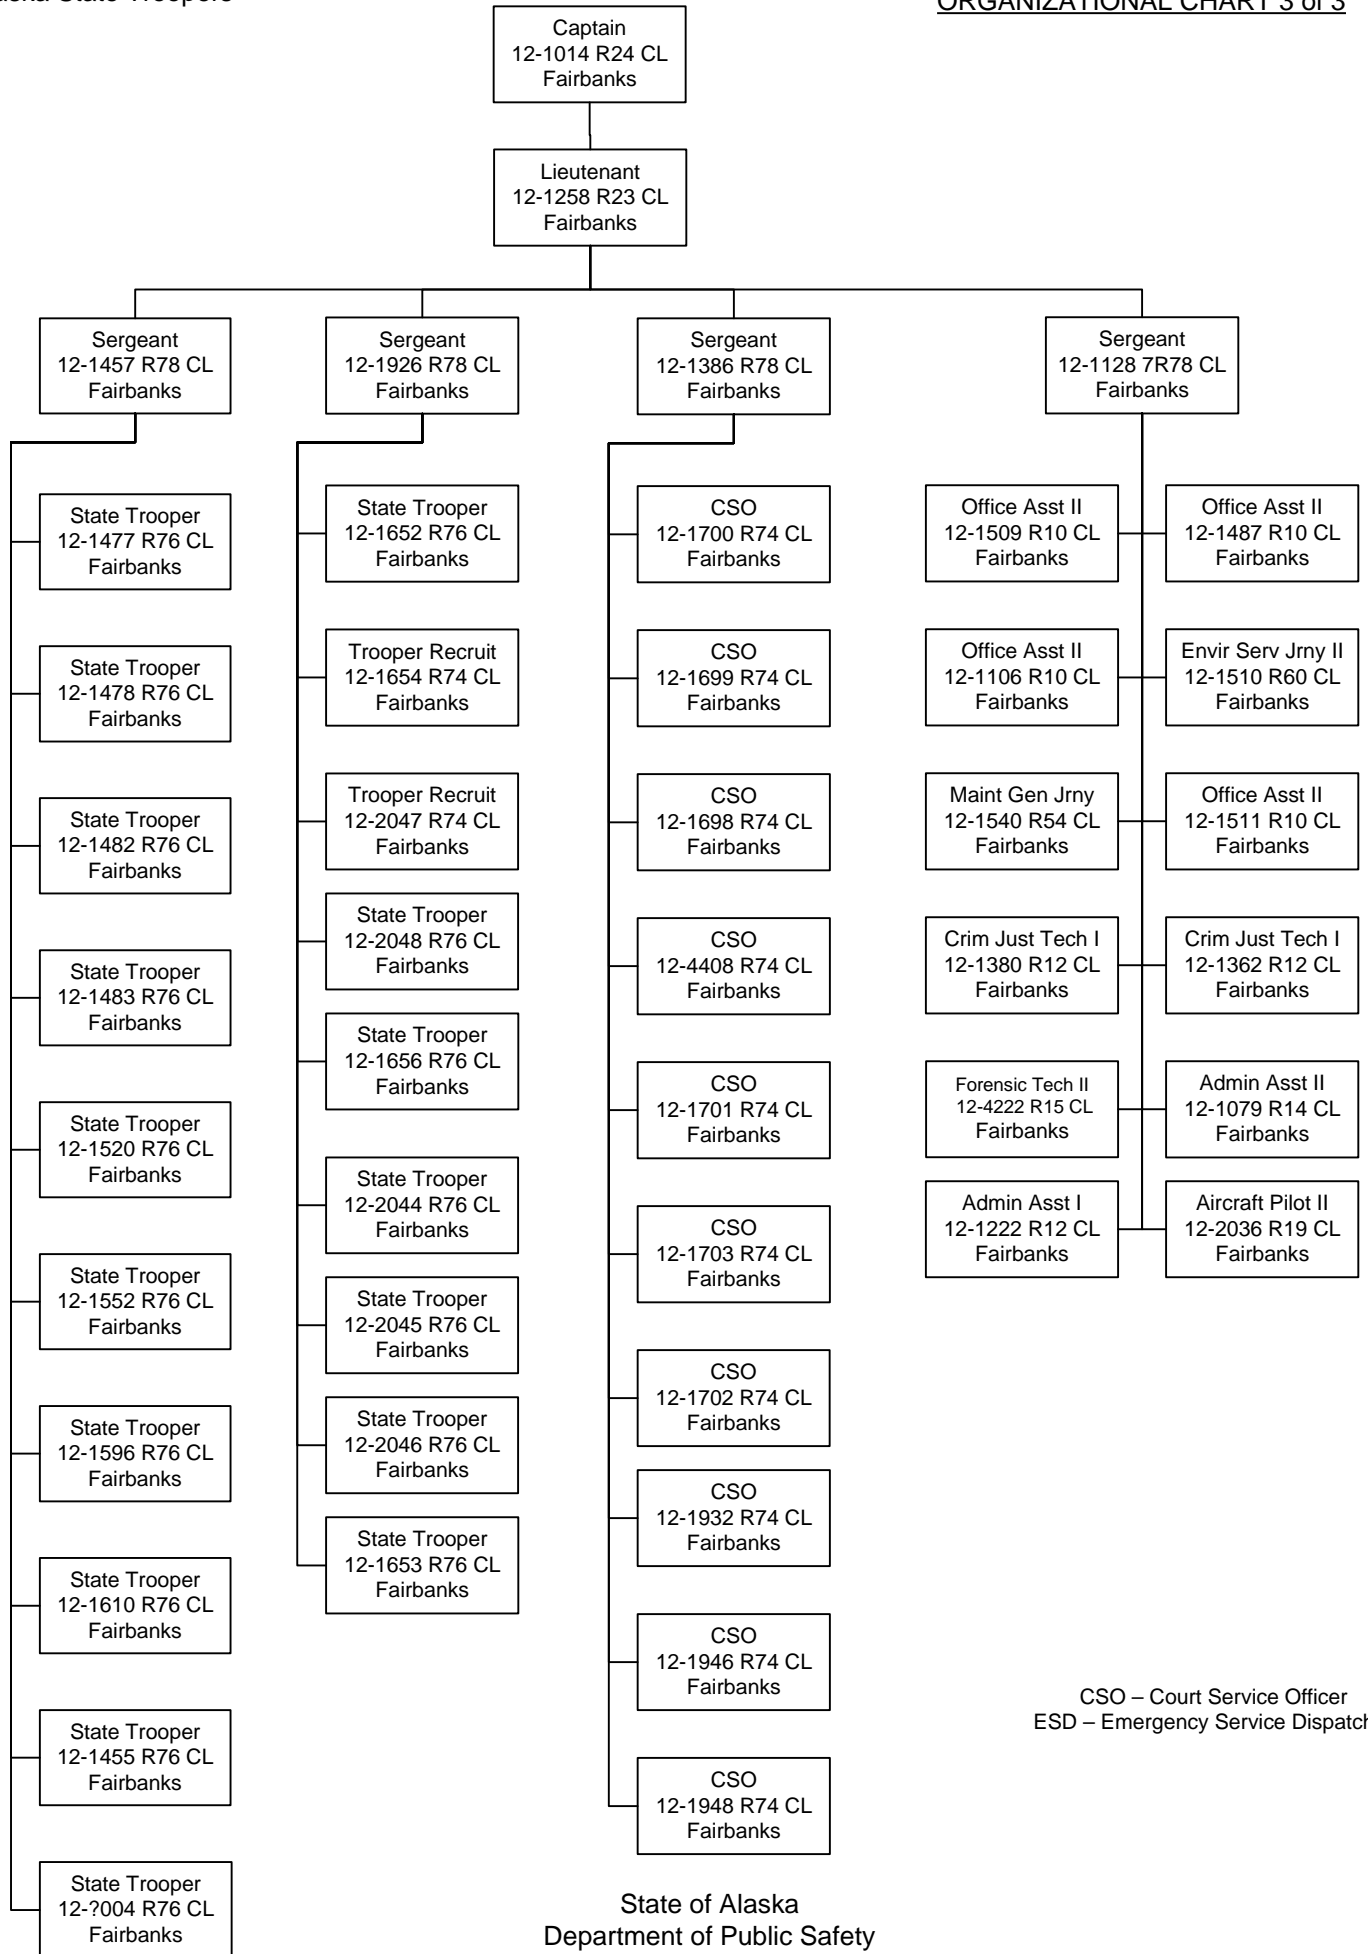 Alaska State Troopers
ORGANIZATIONAL CHART 3 of 3
Captain
12-1014 R24 CL
Fairbanks
Lieutenant
12-1258 R23 CL
Fairbanks
Sergeant
12-1457 R78 CL
Fairbanks
Sergeant
12-1926 R78 CL
Fairbanks
Sergeant
12-1386 R78 CL
Fairbanks
Sergeant
12-1128 7R78 CL
Fairbanks
State Trooper
12-1477 R76 CL
Fairbanks
State Trooper
12-1478 R76 CL
Fairbanks
State Trooper
12-1482 R76 CL
Fairbanks
State Trooper
12-1483 R76 CL
Fairbanks
State Trooper
12-1520 R76 CL
Fairbanks
State Trooper
12-1552 R76 CL
Fairbanks
State Trooper
12-1596 R76 CL
Fairbanks
State Trooper
12-1610 R76 CL
Fairbanks
State Trooper
12-1455 R76 CL
Fairbanks
State Trooper
12-?004 R76 CL
Fairbanks
State Trooper
12-1652 R76 CL
Fairbanks
Trooper Recruit
12-1654 R74 CL
Fairbanks
Trooper Recruit
12-2047 R74 CL
Fairbanks
State Trooper
12-2048 R76 CL
Fairbanks
State Trooper
12-1656 R76 CL
Fairbanks
State Trooper
12-2044 R76 CL
Fairbanks
State Trooper
12-2045 R76 CL
Fairbanks
State Trooper
12-2046 R76 CL
Fairbanks
State Trooper
12-1653 R76 CL
Fairbanks
CSO
12-1700 R74 CL
Fairbanks
CSO
12-1699 R74 CL
Fairbanks
CSO
12-1698 R74 CL
Fairbanks
CSO
12-4408 R74 CL
Fairbanks
CSO
12-1701 R74 CL
Fairbanks
CSO
12-1703 R74 CL
Fairbanks
CSO
12-1702 R74 CL
Fairbanks
CSO
12-1932 R74 CL
Fairbanks
CSO
12-1946 R74 CL
Fairbanks
CSO
12-1948 R74 CL
Fairbanks
Office Asst II
12-1509 R10 CL
Fairbanks
Office Asst II
12-1487 R10 CL
Fairbanks
Office Asst II
12-1106 R10 CL
Fairbanks
Envir Serv Jrny II
12-1510 R60 CL
Fairbanks
Maint Gen Jrny
12-1540 R54 CL
Fairbanks
Office Asst II
12-1511 R10 CL
Fairbanks
Crim Just Tech I
12-1380 R12 CL
Fairbanks
Crim Just Tech I
12-1362 R12 CL
Fairbanks
Forensic Tech II
12-4222 R15 CL
Fairbanks
Admin Asst II
12-1079 R14 CL
Fairbanks
Admin Asst I
12-1222 R12 CL
Fairbanks
Aircraft Pilot II
12-2036 R19 CL
Fairbanks
CSO – Court Service Officer
ESD – Emergency Service Dispatch
State of Alaska
Department of Public Safety